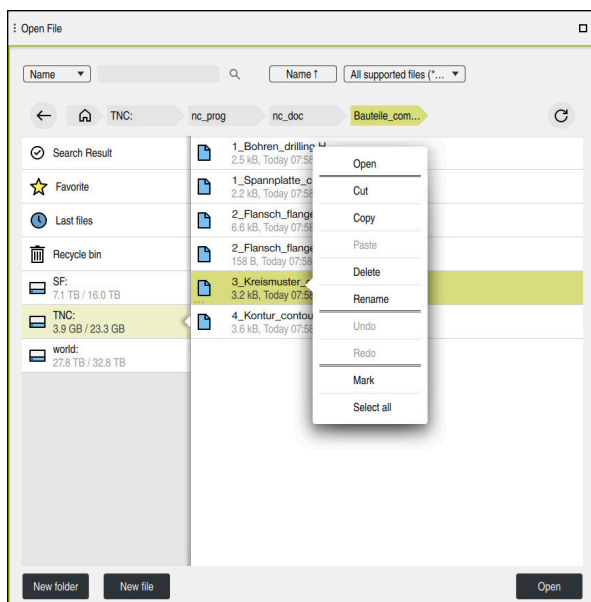 Open File
Name Name↑ All supported files (*...
TNC: nc_prog nc_doc Bauteile_com...
Search Result
Favorite
Last files
Recycle bin
SF:
7.1 TB / 16.0 TB
TNC:
3.9 GB / 23.3 GB
world:
27.8 TB / 32.8 TB
1_Bohren_drilling.H
2.5 kB, Today 07:58
1_Spannplatte_c
2.2 kB, Today 07:58
2_Flansch_flange
6.6 kB, Today 07:58
2_Flansch_flange
158 B, Today 07:58
3_Kreismuster_
3.2 kB, Today 07:58
...
4_Kontur_contou
3.6 kB, Today 07:58
Open
Cut
Copy
Paste
Delete
Rename
Undo
Redo
Mark
Select all
New folder New file Open